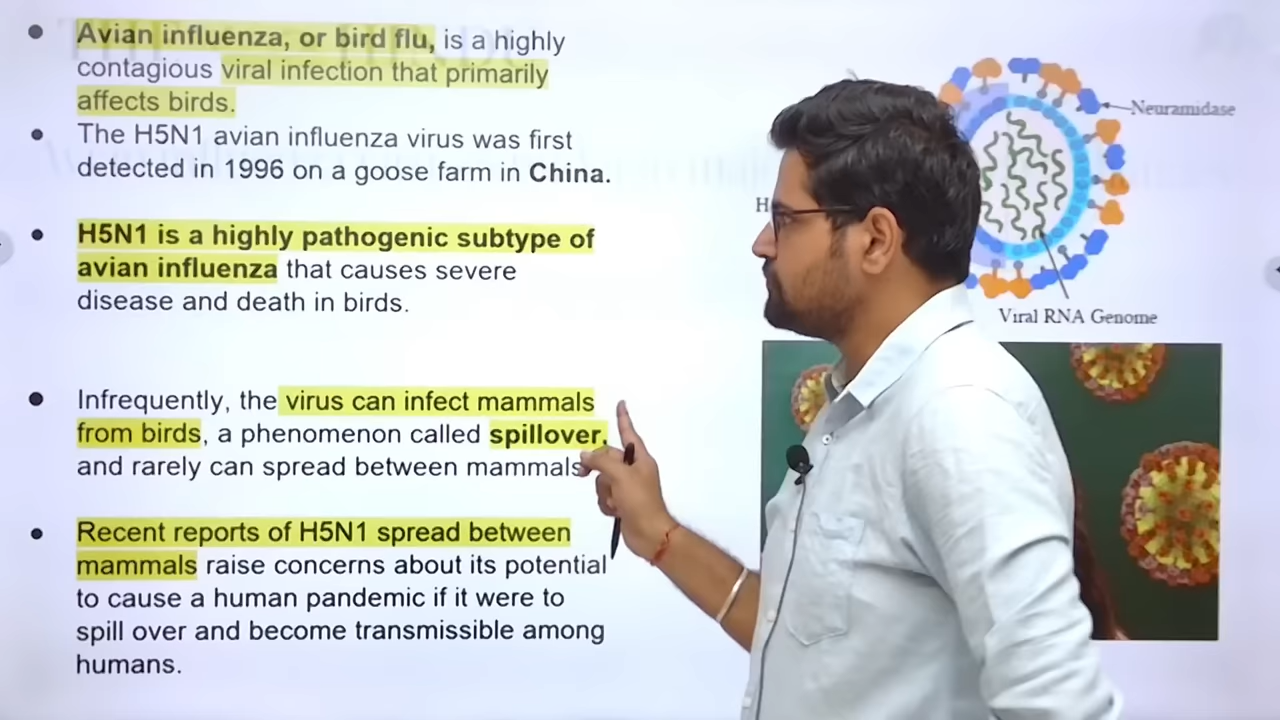 Avian influenza, or bird flu, is a highly
contagious viral infection that primarily
affects birds.
The H5N1 avian influenza virus was first
detected in 1996 on a goose farm in China.
H5N1 is a highly pathogenic subtype of
avian influenza that causes severe
disease and death in birds.
Infrequently, the virus can infect mammals
from birds, a phenomenon called spillover,
and rarely can spread between mammals
Recent reports of H5N1 spread between
mammals raise concerns about its potential
to cause a human pandemic if it were to
spill over and become transmissible among
humans.
Neuramidase
Viral RNA Genome